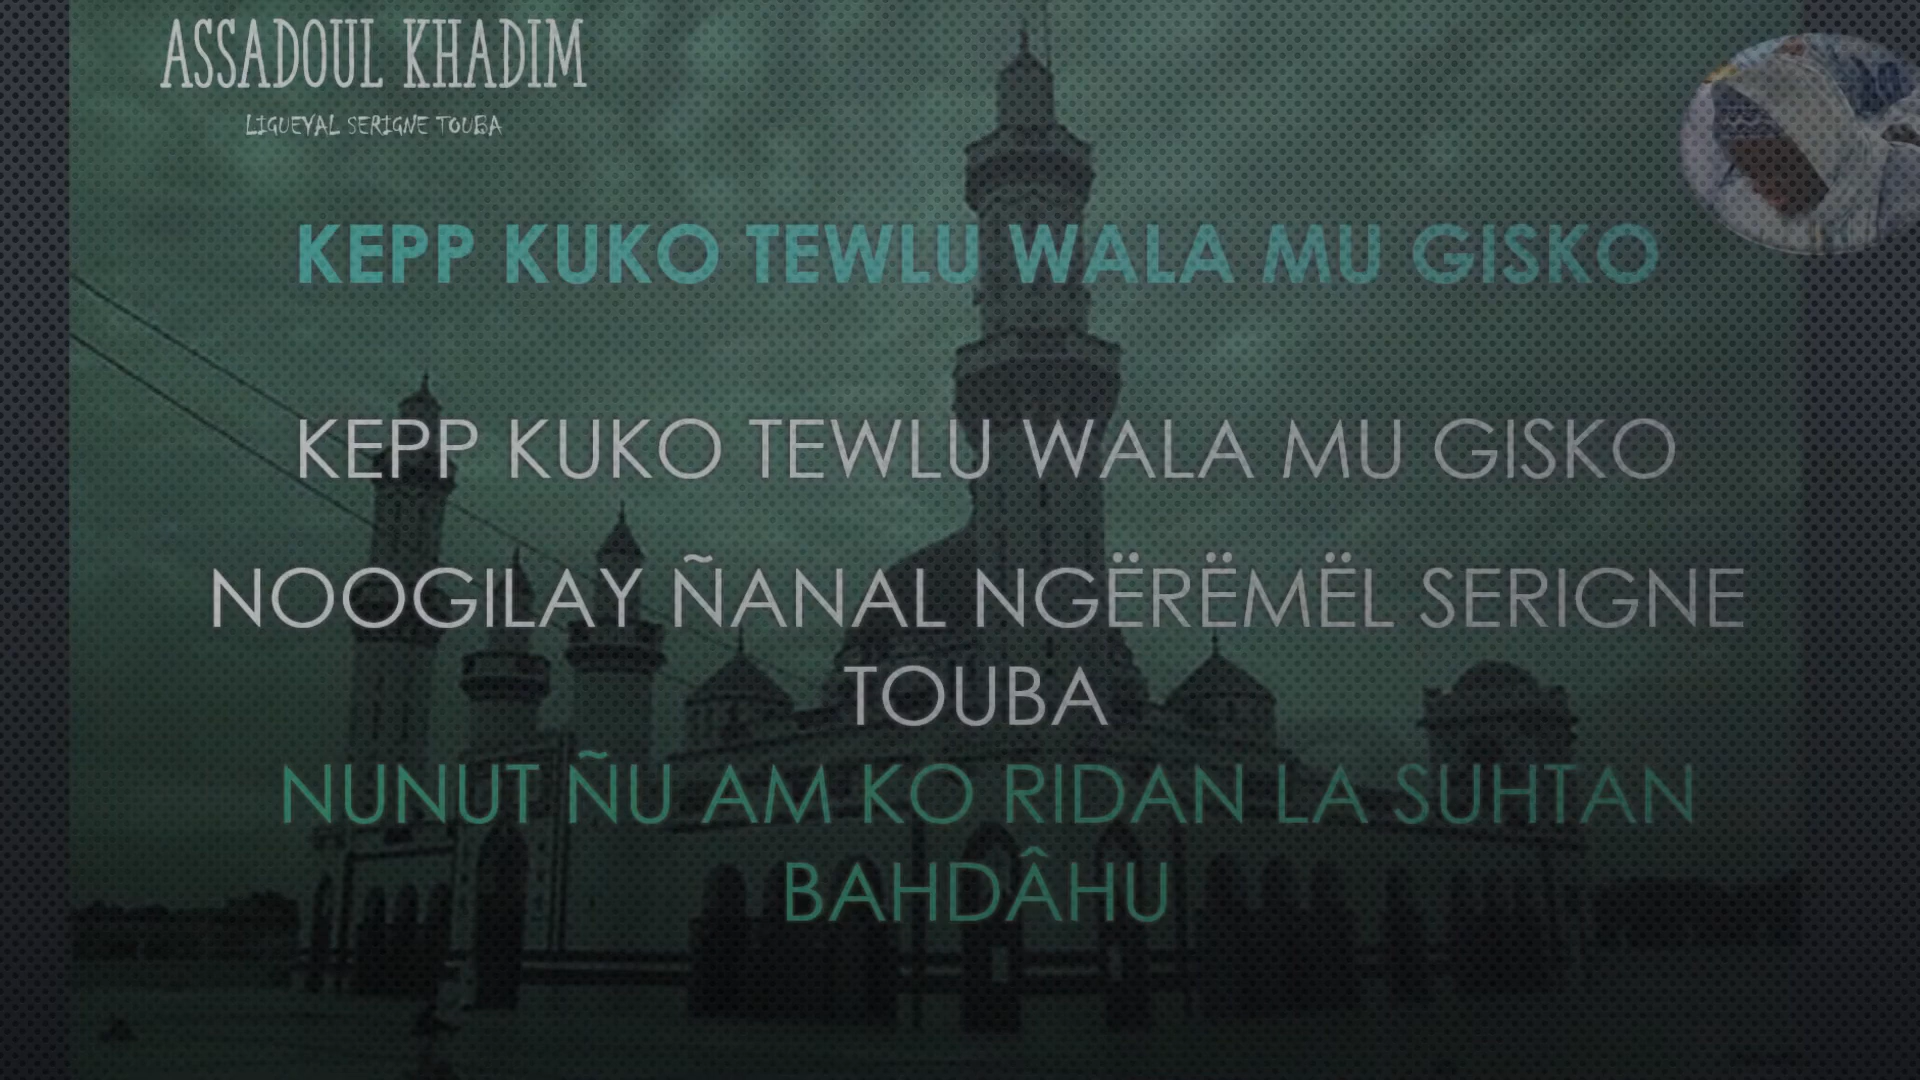 ASSADOUL KHADIM
LIGUEYAL SERIGNE TOUBA
KEPP KUKO TEWLU WALA MU GISKO
KEPP KUKO TEWLU WALA MU GISKO
NOOGILAY ÑANAL NGËRËMËL SERIGNE
TOUBA
NUNUT ÑU AM KO RIDAN LA SUHTAN
BAHDÂHU